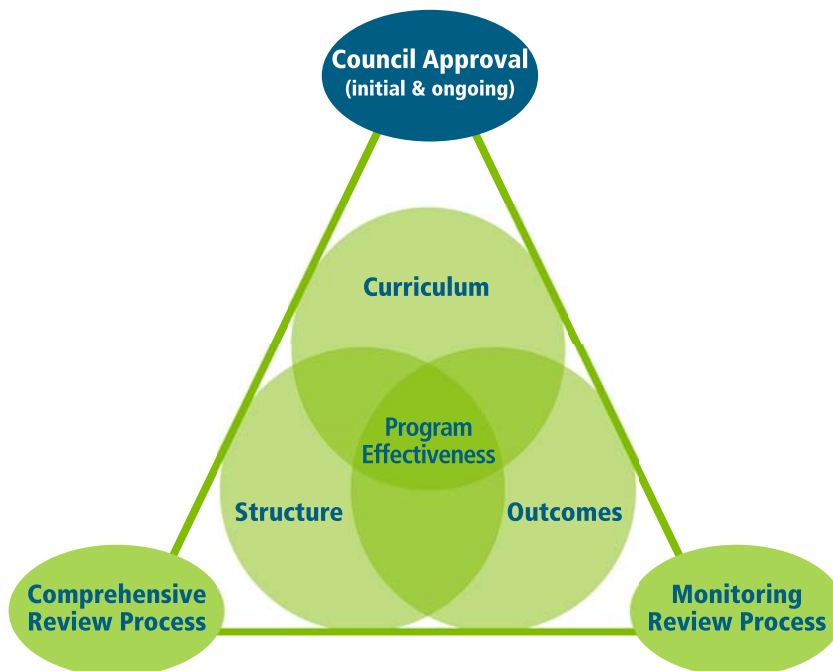 Council Approval
(initial & ongoing)
Curriculum
Program
Effectiveness
Structure
Outcomes
Comprehensive
Review Process
Monitoring
Review Process